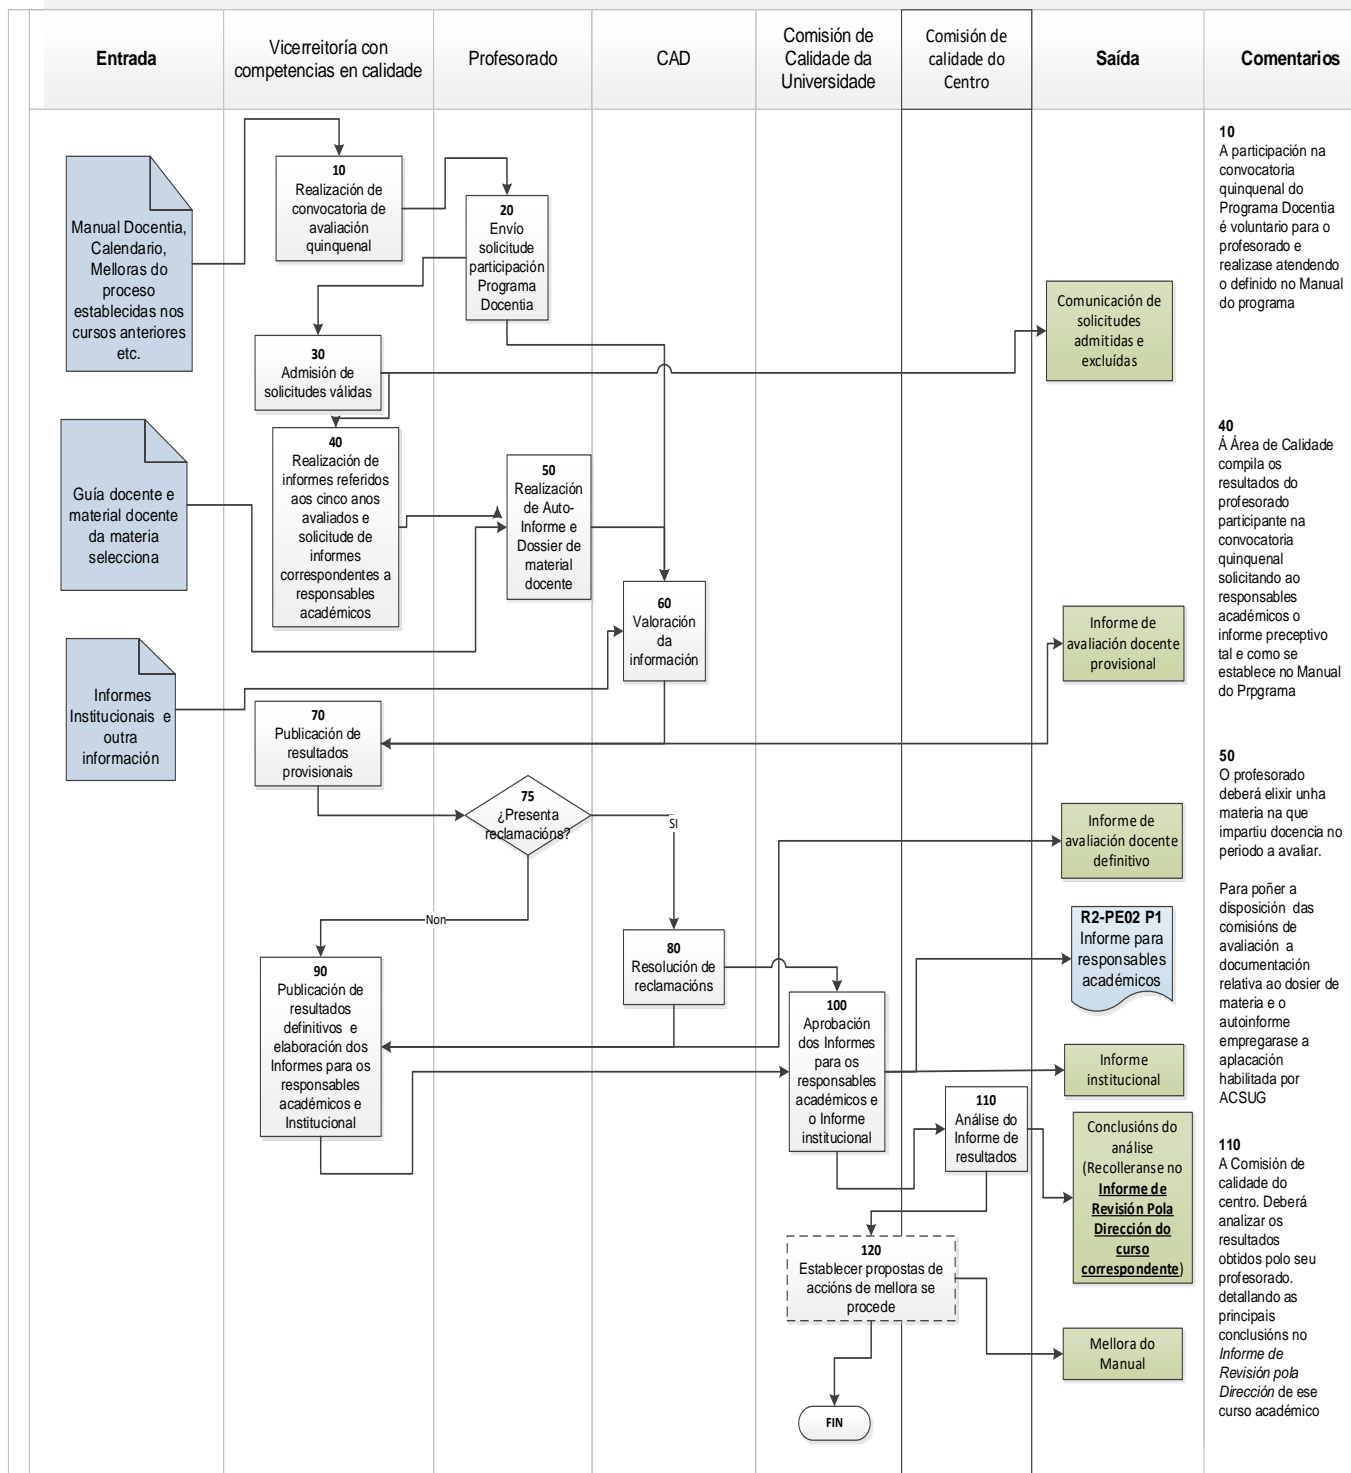 Entrada
Vicerreitoría con
competencias en calidade
Profesorado
CAD
Comisión de
Calidade da
Universidade
Comisión de
calidade do
Centro
Saída
Comentarios
Manual Docentia,
Calendario,
Melloras do
proceso
establecidas nos
cursos anteriores
etc.
10
Realización de
convocatoria de
avaliación
quinquenal
20
Envío
solicitude
participación
Programa
Docentia
30
Admisión de
solicitudes válidas
Comunicación de
solicitudes
admitidas e
excluídas
10
A participación na
convocatoria
quinquenal do
Programa Docentia
é voluntario para o
profesorado e
realizase atendendo
o definido no Manual
do programa
Guía docente e
material docente
da materia
selecciona
40
Realización de
informes referidos
aos cinco anos
avaliados e
solicitude de
informes
correspondentes a
responsables
académicos
50
Realización
de Auto-
Informe e
Dossier de
material
docente
40
Á Área de Calidade
compila os
resultados do
profesorado
participante na
convocatoria
quinquenal
solicitando ao
responsables
académicos o
informe preceptivo
tal e como se
establece no Manual
do Prpgrama
60
Valoración
da
información
Informe de
avaliación docente
provisional
Informes
Institucionais e
outra
información
70
Publicación de
resultados
provisionais
75
¿Presenta
reclamacións?
SI
Non
Informe de
avaliación docente
definitivo
50
O profesorado
deberá elixir unha
materia na que
impartiu docencia no
periodo a avaliar.
Para poñer a
disposición das
comisións de
avaliación a
documentación
relativa ao dosier de
materia e o
autoinforme
empregarase a
aplacación
habilitada por
ACSUG
80
Resolución de
reclamacións
R2-PE02 P1
Informe para
responsables
académicos
90
Publicación de
resultados
definitivos e
elaboración dos
Informes para os
responsables
académicos e
Institucional
100
Aprobación
dos Informes
para os
responsables
académicos e
o Informe
institucional
Informe
institucional
110
Análise do
Informe de
resultados
Conclusións do
análise
(Recolleranse no
Informe de
Revisión Pola
Dirección do
curso
correspondente)
110
A Comisión de
calidade do
centro. Deberá
analizar os
resultados
obtidos polo seu
profesorado.
detallando as
principais
conclusións no
Informe de
Revisión pola
Dirección de ese
curso académico
120
Establecer propostas de
accións de mellora se
procede
Mellora do
Manual
FIN